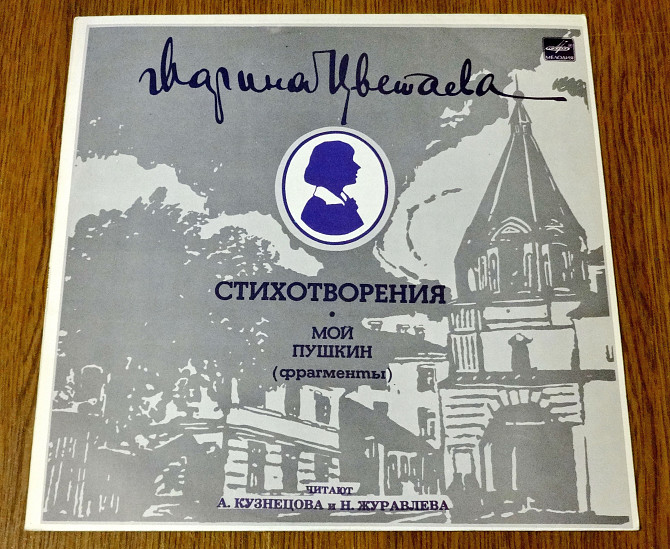 Марина Цветаева
МЕЛОДИЯ
СТИХОТВОРЕНИЯ
•
МОЙ
ПУШКИН
(фрагменты)
ЧИТАЮТ
А. КУЗНЕЦОВА и Н. ЖУРАВЛЕВА